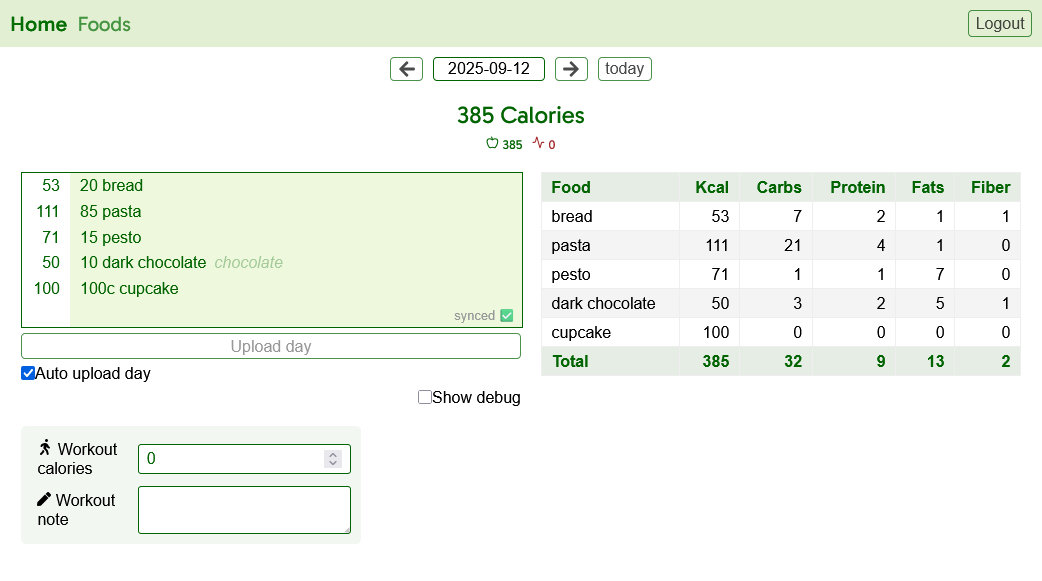 Home Foods Logout
2025-09-12 today
385 Calories
385 0
53 20 bread
111 85 pasta
71 15 pesto
50 10 dark chocolate chocolate
100 100c cupcake
synced
Upload day
Auto upload day
Show debug
Food Kcal Carbs Protein Fats Fiber
bread 53 7 2 1 1
pasta 111 21 4 1 0
pesto 71 1 1 7 0
dark chocolate 50 3 2 5 1
cupcake 100 0 0 0 0
Total 385 32 9 13 2
Workout
calories
0
Workout
note